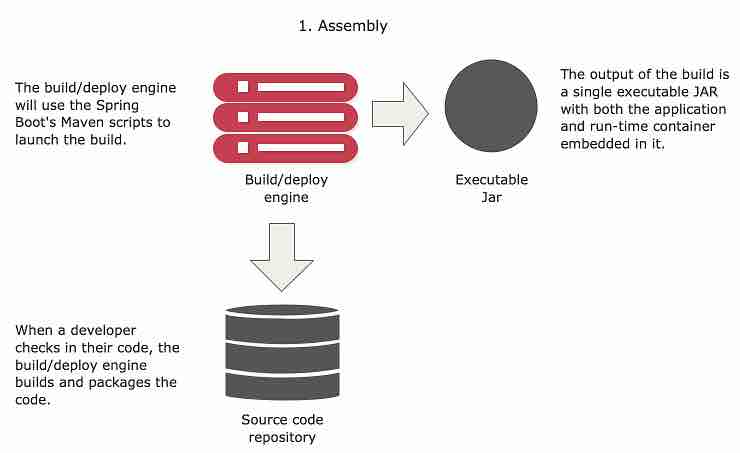 1. Assembly
The build/deploy engine
will use the Spring
Boot's Maven scripts to
launch the build.
Build/deploy
engine
Executable
Jar
The output of the build is
a single executable JAR
with both the application
and run-time container
embedded in it.
When a developer
checks in their code, the
build/deploy engine
builds and packages the
code.
Source code
repository